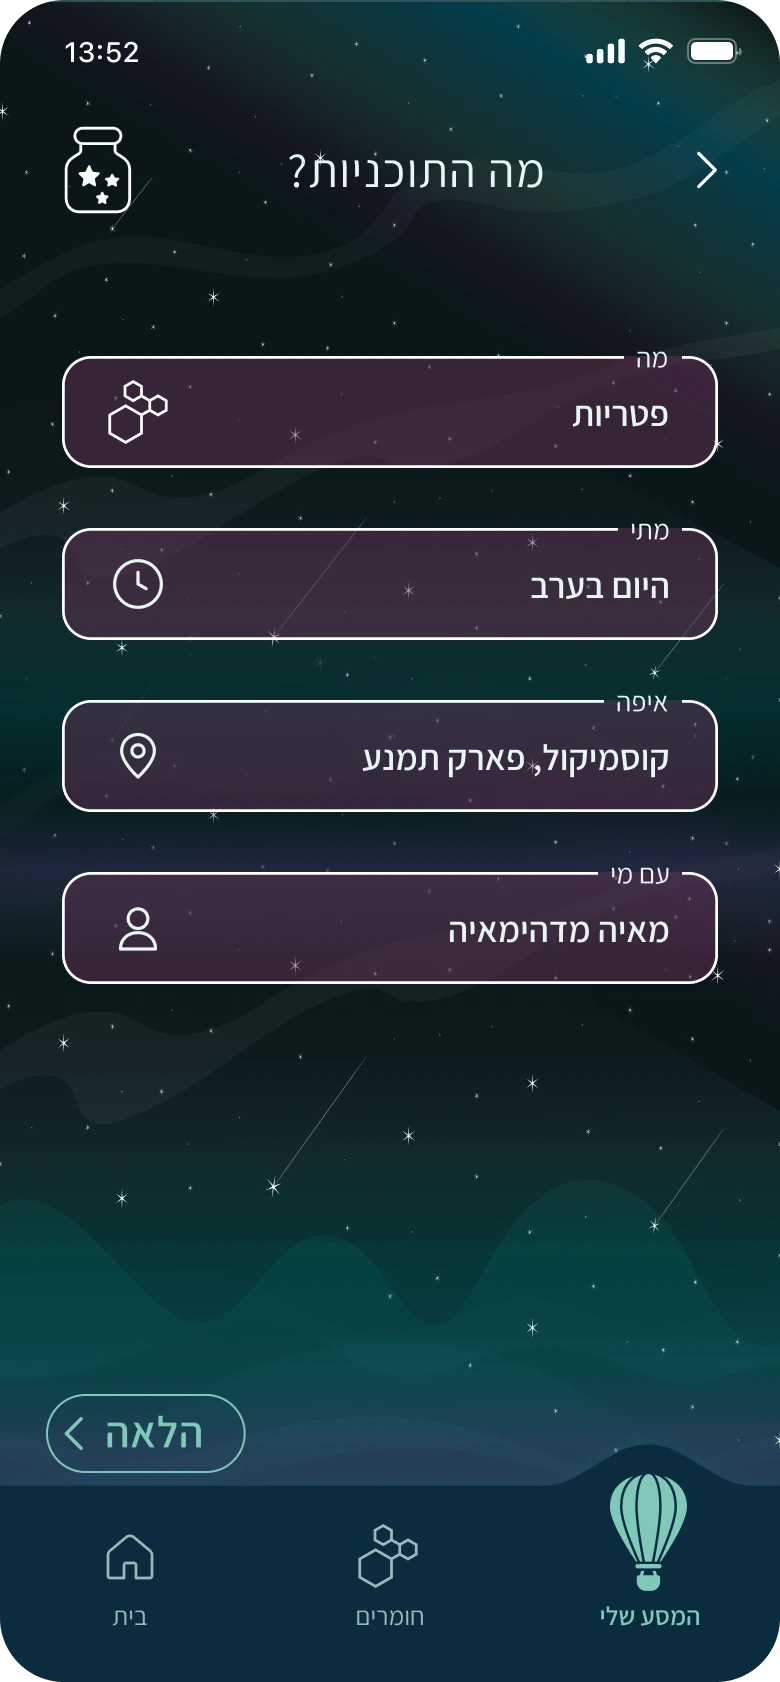 13:52
מה התוכניות?
מה
פטריות
מתי
היום בערב
איפה
קוסמיקול, פארק תמנע
עם מי
מאיה מדהימאיה
הלאה
המסע שלי
חומרים
בית